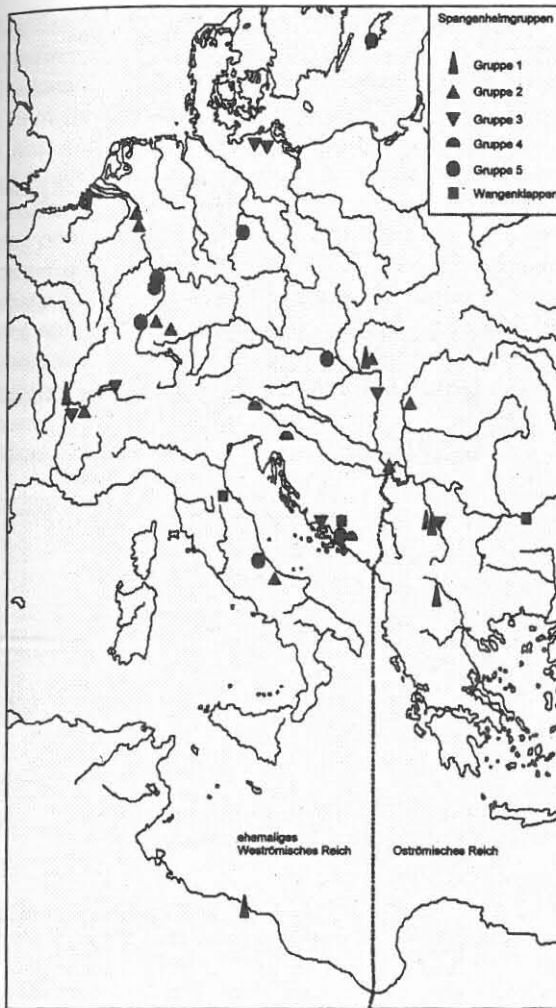 Spangenhelmgruppen
Gruppe 1
Gruppe 2
Gruppe 3
Gruppe 4
Gruppe 5
Wangenklappen
ehemaliges
Weströmisches Reich
Oströmisches Reich